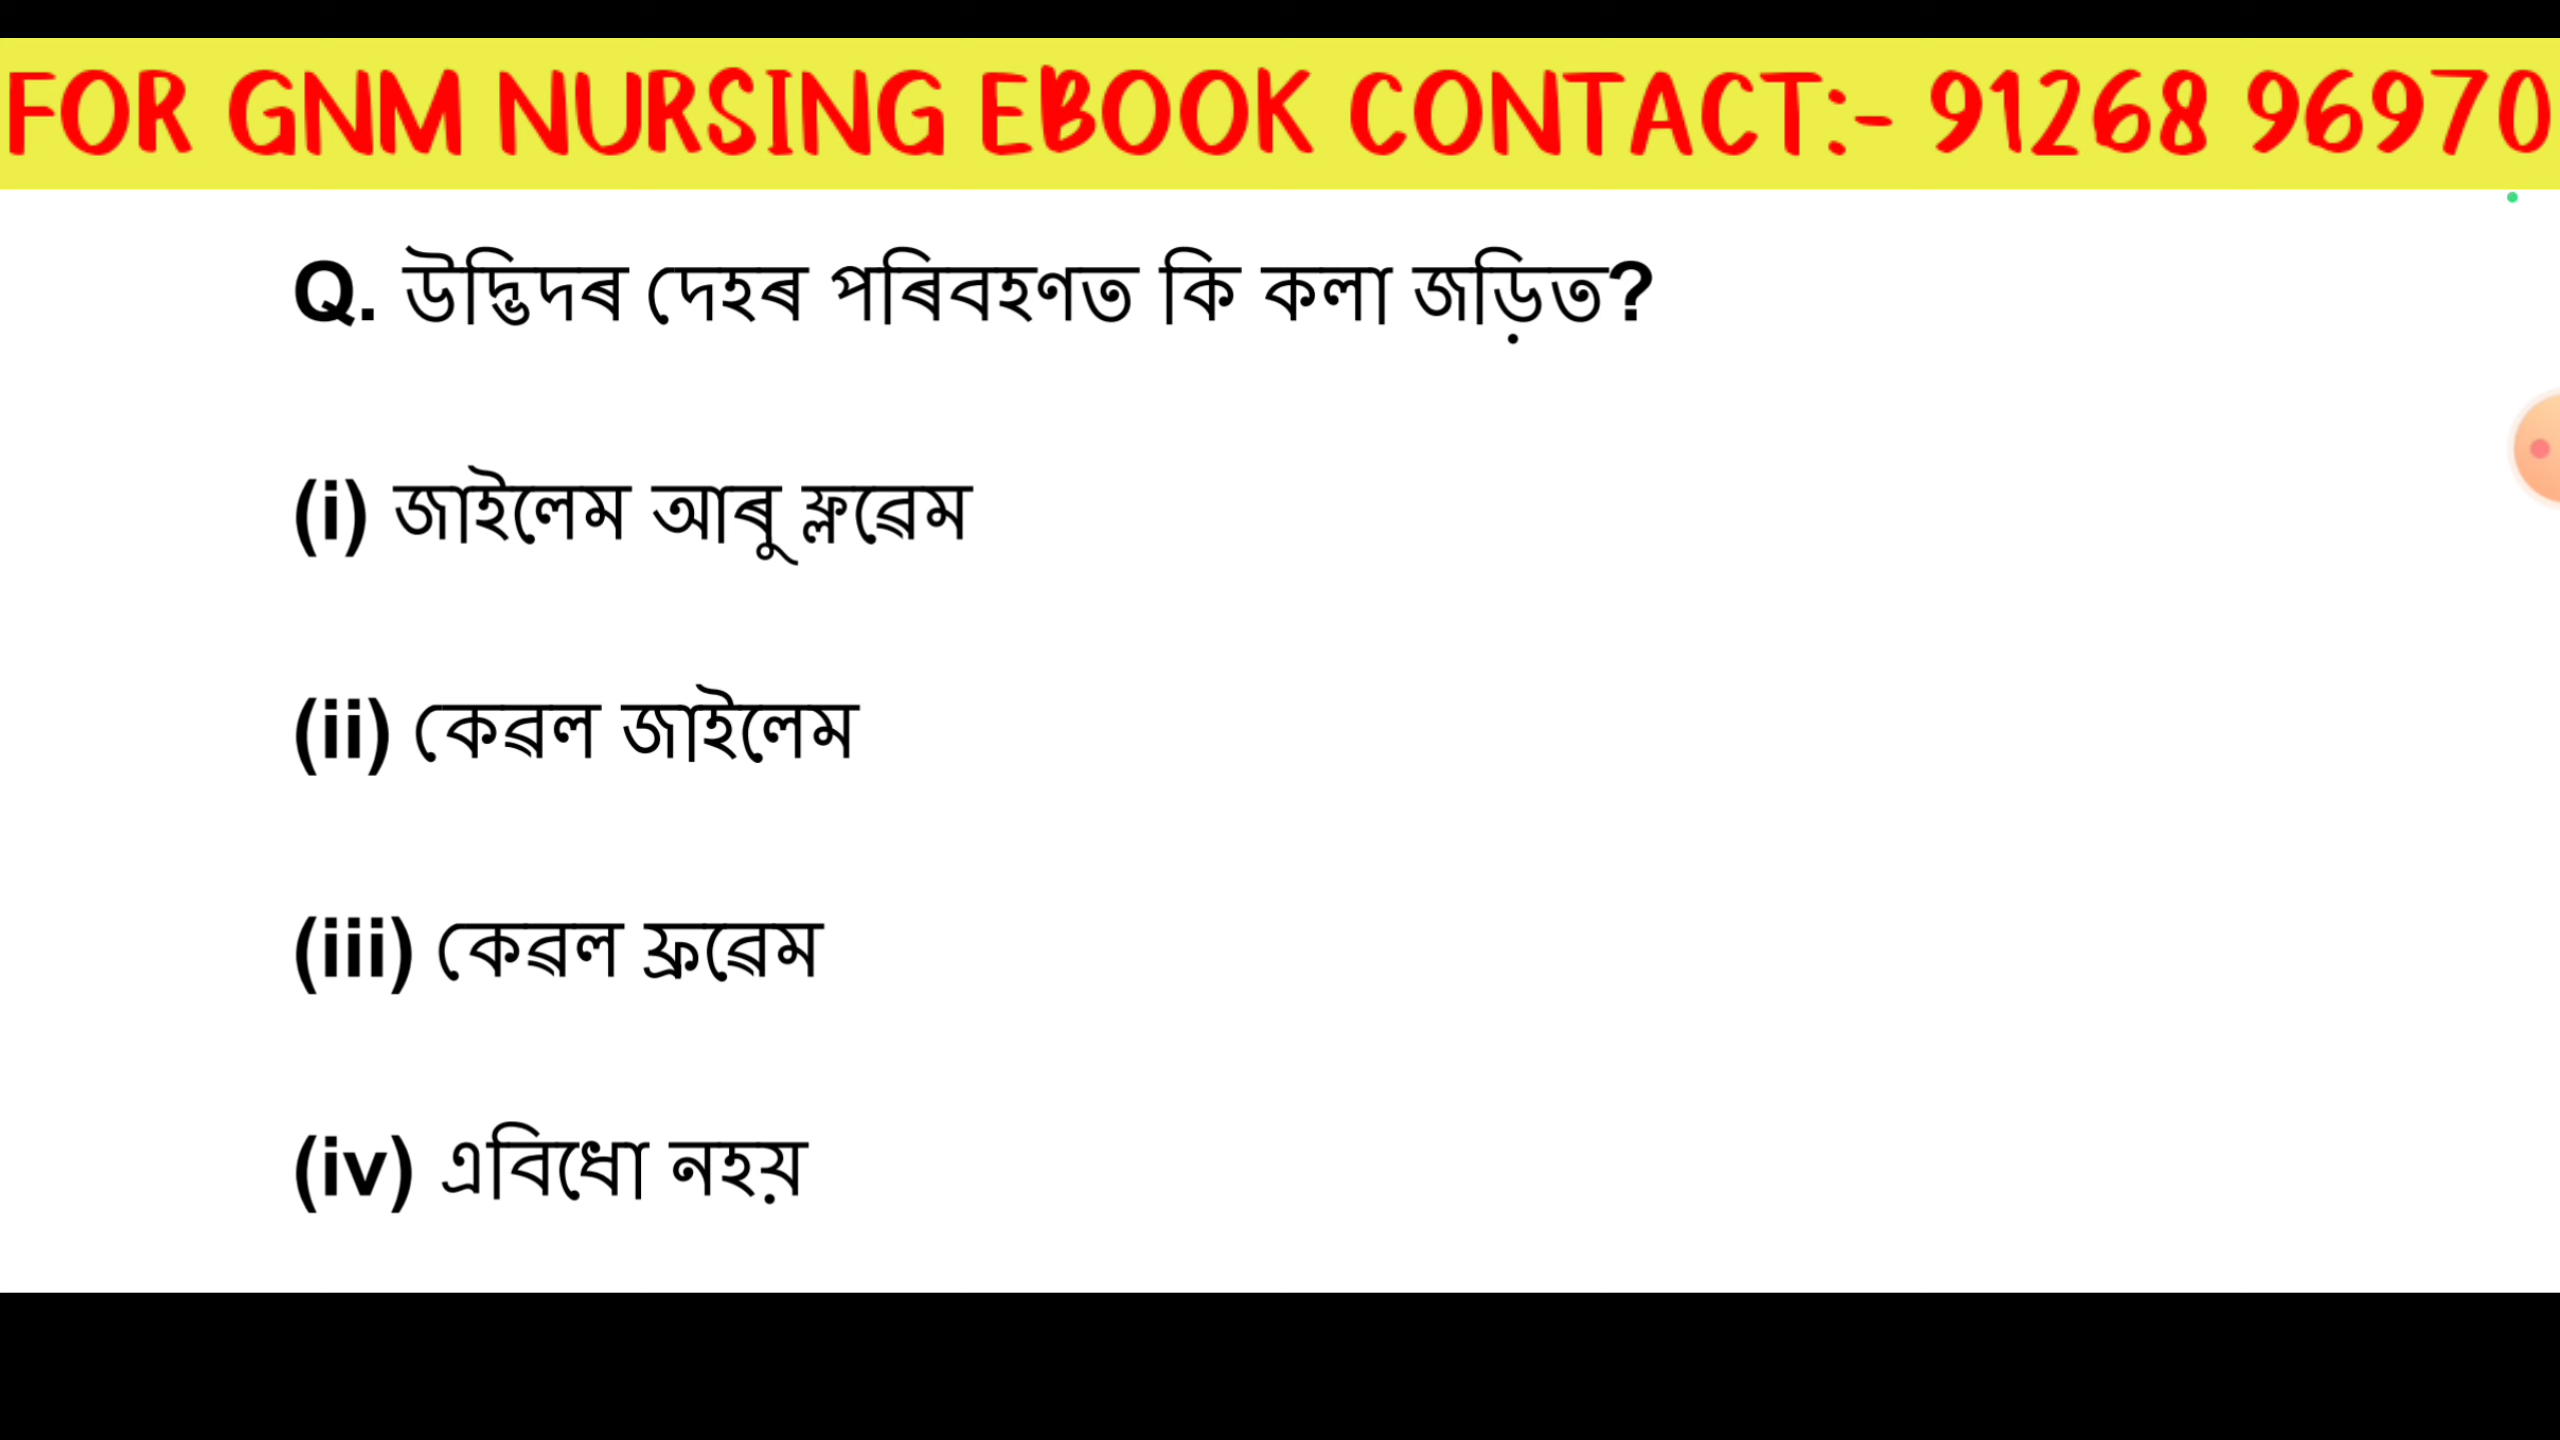 FOR GNM NURSING EBOOK CONTACT:- 91268 96970
Q. উদ্ভিদৰ দেহৰ পৰিবহণত কি কলা জড়িত?
(i) জাইলেম আৰু ফ্লৱেম
(ii) কেৱল জাইলেম
(iii) কেৱল ফ্ৰৱেম
(iv) এবিধো নহয়